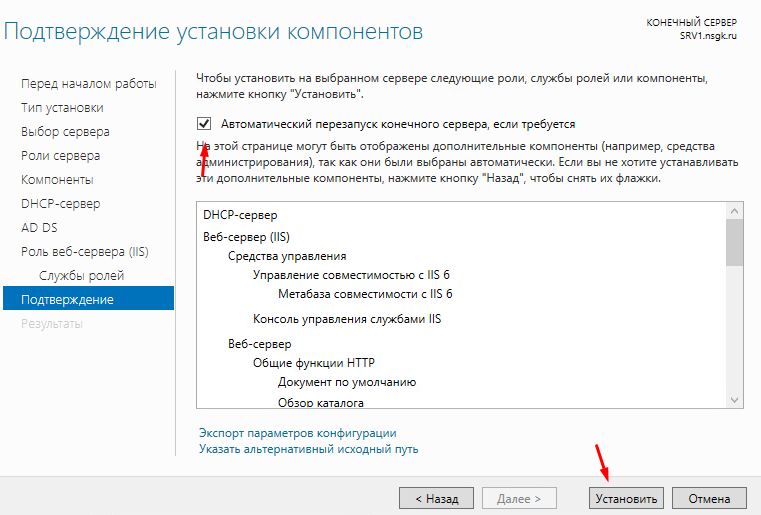 Подтверждение установки компонентов
КОНЕЧНЫЙ СЕРВЕР
SRV1.nsgk.ru
Перед началом работы
Тип установки
Выбор сервера
Роли сервера
Компоненты
DHCP-сервер
AD DS
Роль веб-сервера (IIS)
Службы ролей
Подтверждение
Результаты
Чтобы установить на выбранном сервере следующие роли, службы ролей или компоненты,
нажмите кнопку "Установить".
Автоматический перезапуск конечного сервера, если требуется
На этой странице могут быть отображены дополнительные компоненты (например, средства
администрирования), так как они были выбраны автоматически. Если вы не хотите устанавливать
эти дополнительные компоненты, нажмите кнопку "Назад", чтобы снять их флажки.
DHCP-сервер
Веб-сервер (IIS)
Средства управления
Управление совместимостью с IIS 6
Метабаза совместимости с IIS 6
Консоль управления службами IIS
Веб-сервер
Общие функции HTTP
Документ по умолчанию
Обзор каталога
Экспорт параметров конфигурации
Указать альтернативный исходный путь
< Назад
Далее >
Установить
Отмена